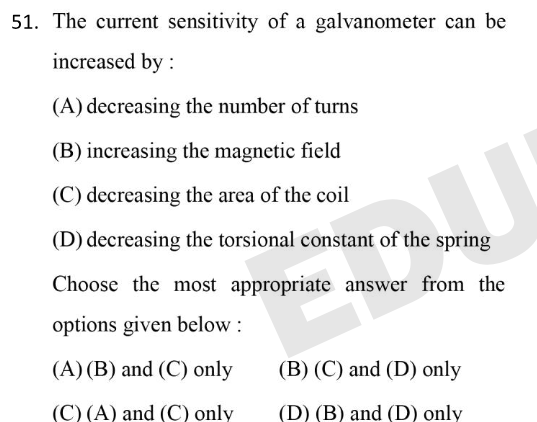 51. The current sensitivity of a galvanometer can be
increased by :
(A) decreasing the number of turns
(B) increasing the magnetic field
(C) decreasing the area of the coil
(D) decreasing the torsional constant of the spring
Choose the most appropriate answer from the
options given below :
(A) (B) and (C) only (B) (C) and (D) only
(C) (A) and (C) only (D) (B) and (D) only
EDU